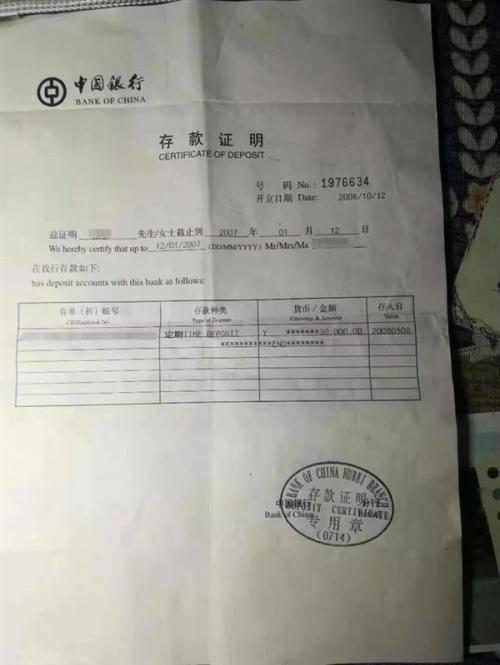 中国银行
BANK OF CHINA
存款证明
CERTIFICATE OF DEPOSIT
号 码 No.: 1976634
开立日期 Date: 2006/10/12
兹证明 先生/女士截止到 2007 年 01 月 12 日
We hereby certify that up to 12/01/2007 (DD/MM/YYYY) Mr/Mrs/Ms
在我行存款如下:
has deposit accounts with this bank as follows:
存单(折)账号 存款种类 货币/金额 存入日
CD/Passbook No. Type of Deposit Currency & Amount Value
定期TIME DEPOSIT Y *******30,000.00 20060508
**********END********
BANK OF CHINA HUBEI BRANCH
存款证明
中国银行 分行
DEPOSIT CERTIFICATE
Bank of China
专用章
(0714)